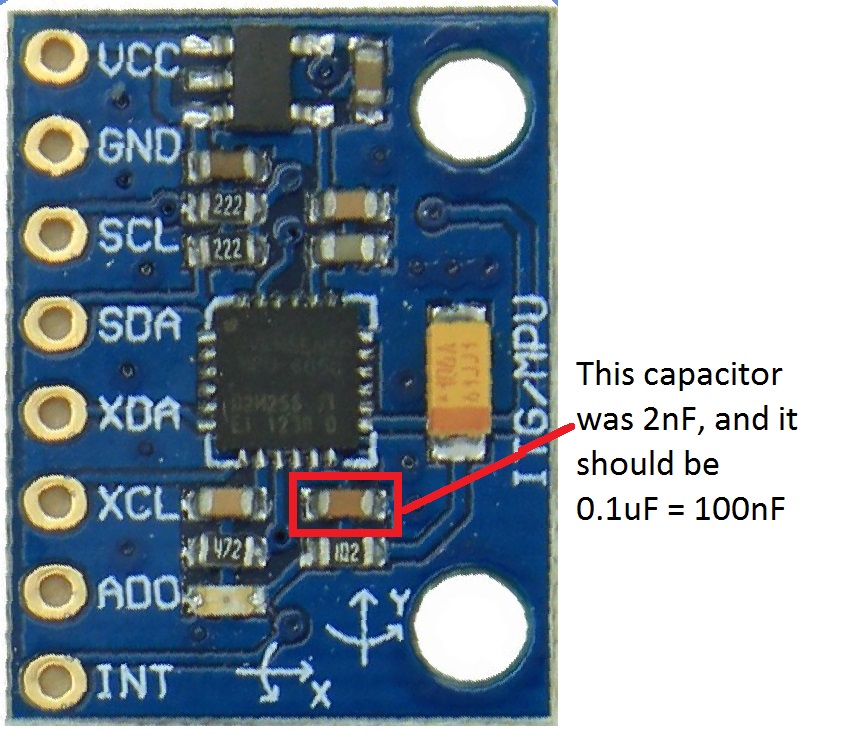 VCC
GND
SCL
SDA
XDA
XCL
AD0
INT
222
222
472
102
ITG/MPU
Y
X
This capacitor
was 2nF, and it
should be
0.1uF = 100nF